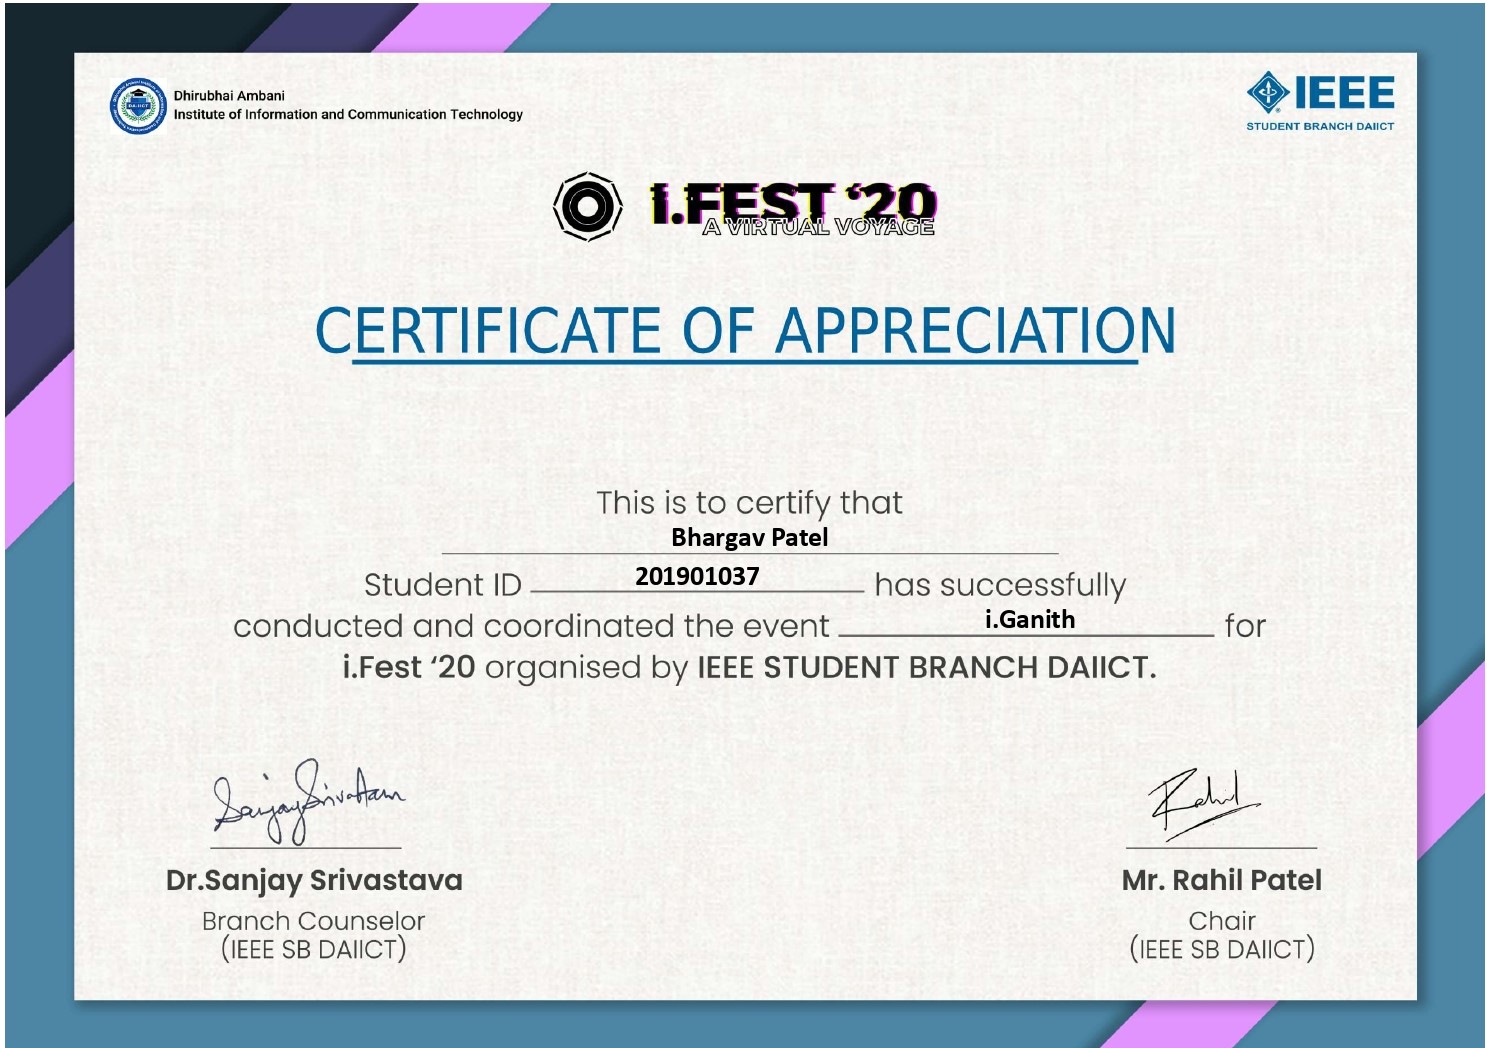 Dhirubhai Ambani
Institute of Information and Communication Technology
IEEE
STUDENT BRANCH DAIICT
i.FEST ‘20
A VIRTUAL VOYAGE
CERTIFICATE OF APPRECIATION
This is to certify that
Bhargav Patel
Student ID 201901037 has successfully
conducted and coordinated the event i.Ganith for
i.Fest ‘20 organised by IEEE STUDENT BRANCH DAIICT.
Sanjay Srivastava Rahil
Dr.Sanjay Srivastava Mr. Rahil Patel
Branch Counselor Chair
(IEEE SB DAIICT) (IEEE SB DAIICT)